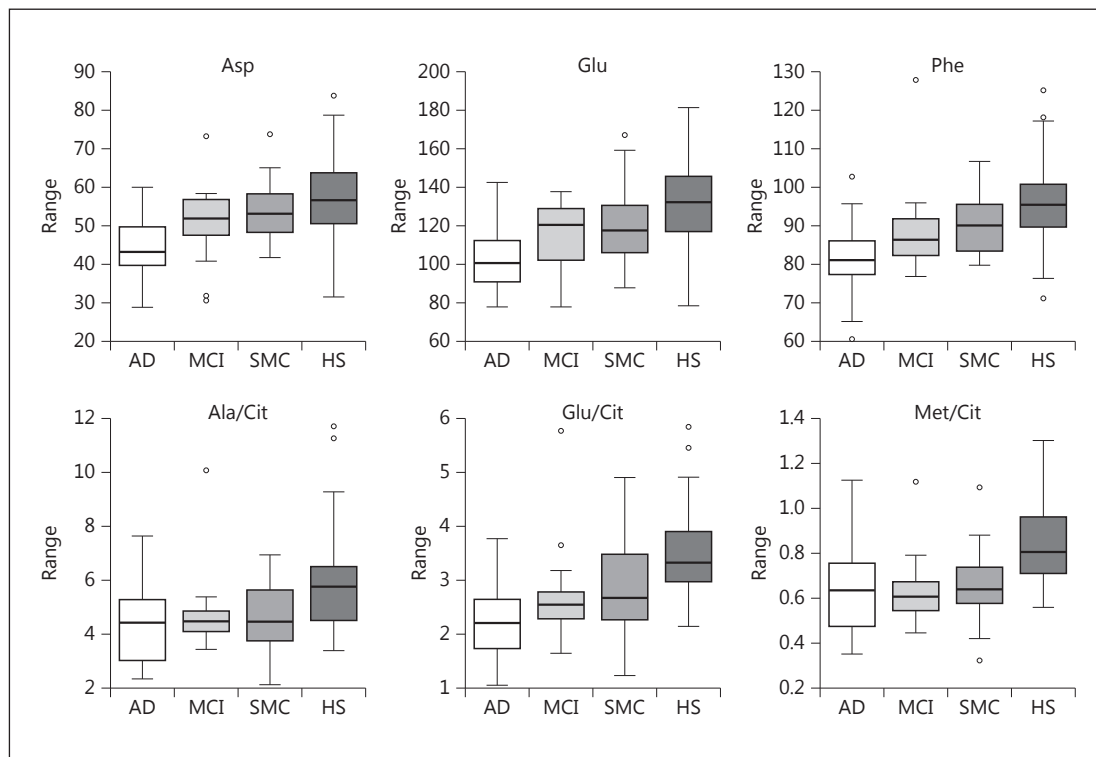 Asp
90
80
70
60
50
40
30
20
Range
AD MCI SMC HS
Glu
200
180
160
140
120
100
80
60
Range
AD MCI SMC HS
Phe
130
120
110
100
90
80
70
60
Range
AD MCI SMC HS
Ala/Cit
12
10
8
6
4
2
Range
AD MCI SMC HS
Glu/Cit
6
5
4
3
2
1
Range
AD MCI SMC HS
Met/Cit
1.4
1.2
1.0
0.8
0.6
0.4
0.2
Range
AD MCI SMC HS